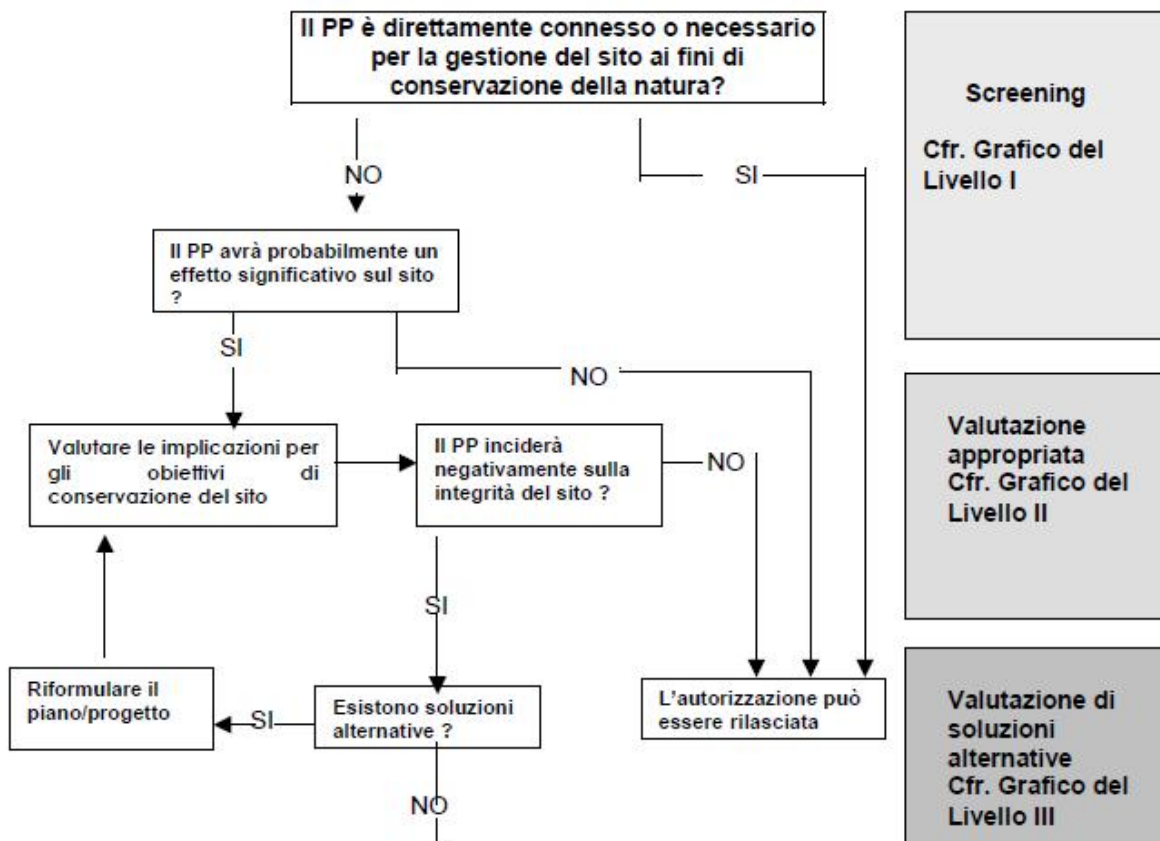 Il PP è direttamente connesso o necessario
per la gestione del sito ai fini di
conservazione della natura?
Screening
Cfr. Grafico del
Livello I
NO
SI
Il PP avrà probabilmente un
effetto significativo sul sito
?
SI
NO
Valutare le implicazioni per
gli obiettivi di
conservazione del sito
Il PP inciderà
negativamente sulla
integrità del sito ?
NO
Valutazione
appropriata
Cfr. Grafico del
Livello II
SI
Riformulare il
piano/progetto
SI
Esistono soluzioni
alternative ?
L'autorizzazione può
essere rilasciata
Valutazione di
soluzioni
alternative
Cfr. Grafico del
Livello III
NO